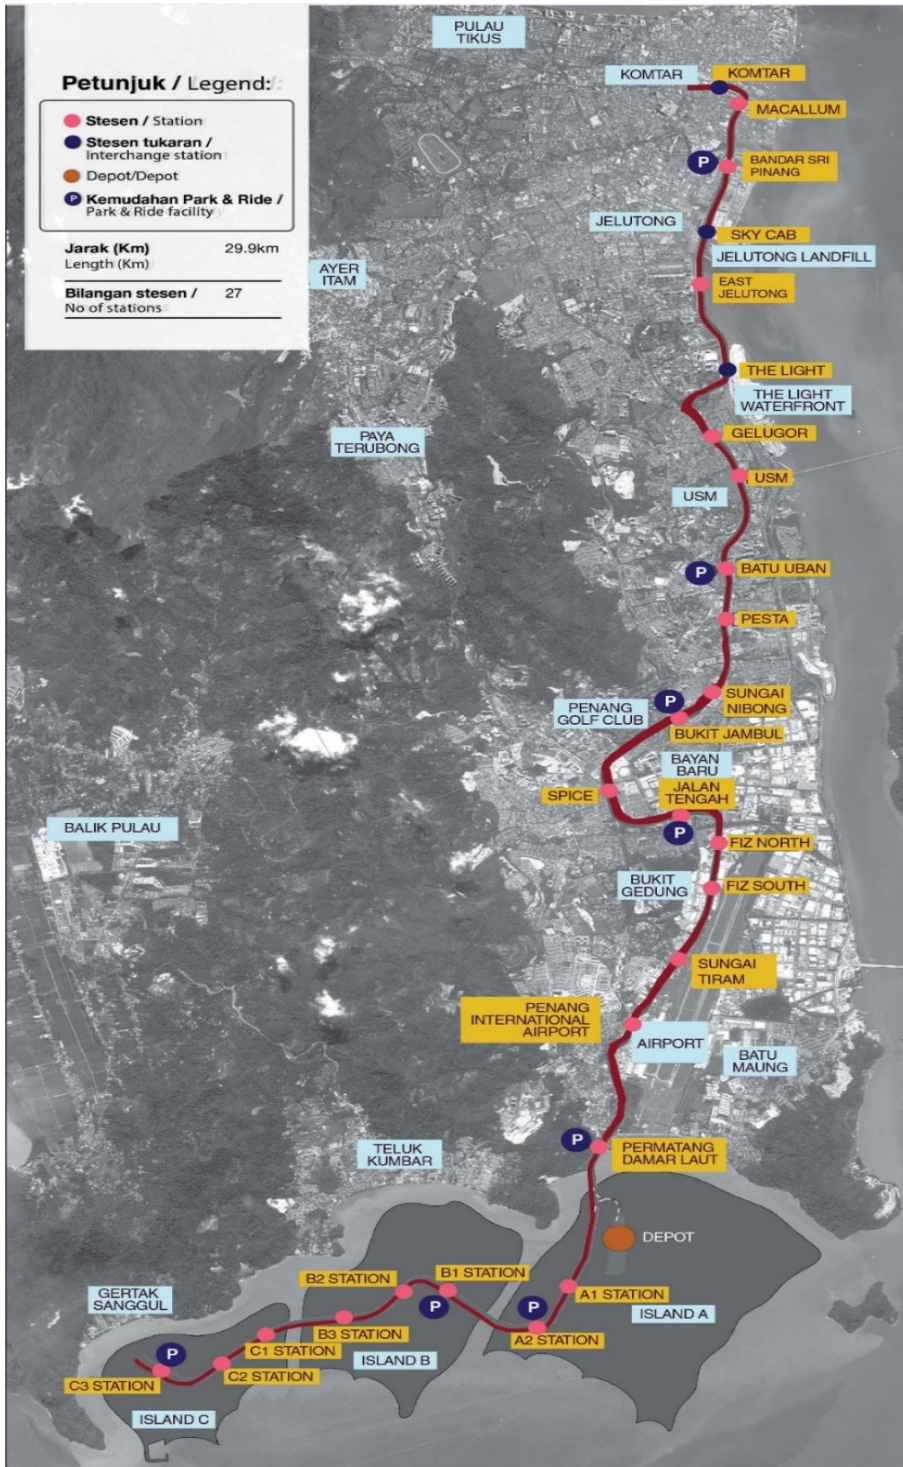 PULAU
TIKUS
Petunjuk / Legend:
Stesen / Station
Stesen tukaran /
Interchange station
Depot/Depot
P Kemudahan Park & Ride /
Park & Ride facility
Jarak (Km) 29.9km
Length (Km)
Bilangan stesen / 27
No of stations
KOMTAR
KOMTAR
MACALLUM
P
BANDAR SRI
PINANG
JELUTONG
SKY CAB
JELUTONG LANDFILL
AYER
ITAM
EAST
JELUTONG
THE LIGHT
THE LIGHT
WATERFRONT
PAYA
TERUBONG
GELUGOR
USM
USM
P
BATU UBAN
PESTA
PENANG
GOLF CLUB
P
SUNGAI
NIBONG
BUKIT JAMBUL
BAYAN
BARU
SPICE
JALAN
TENGAH
P
BALIK PULAU
FIZ NORTH
BUKIT
GEDUNG
FIZ SOUTH
SUNGAI
TIRAM
PENANG
INTERNATIONAL
AIRPORT
AIRPORT
BATU
MAUNG
P
TELUK
KUMBAR
PERMATANG
DAMAR LAUT
DEPOT
B1 STATION
B2 STATION
GERTAK
SANGGUL
A1 STATION
P
P
ISLAND A
B3 STATION
A2 STATION
C1 STATION
P
ISLAND B
C2 STATION
C3 STATION
ISLAND C